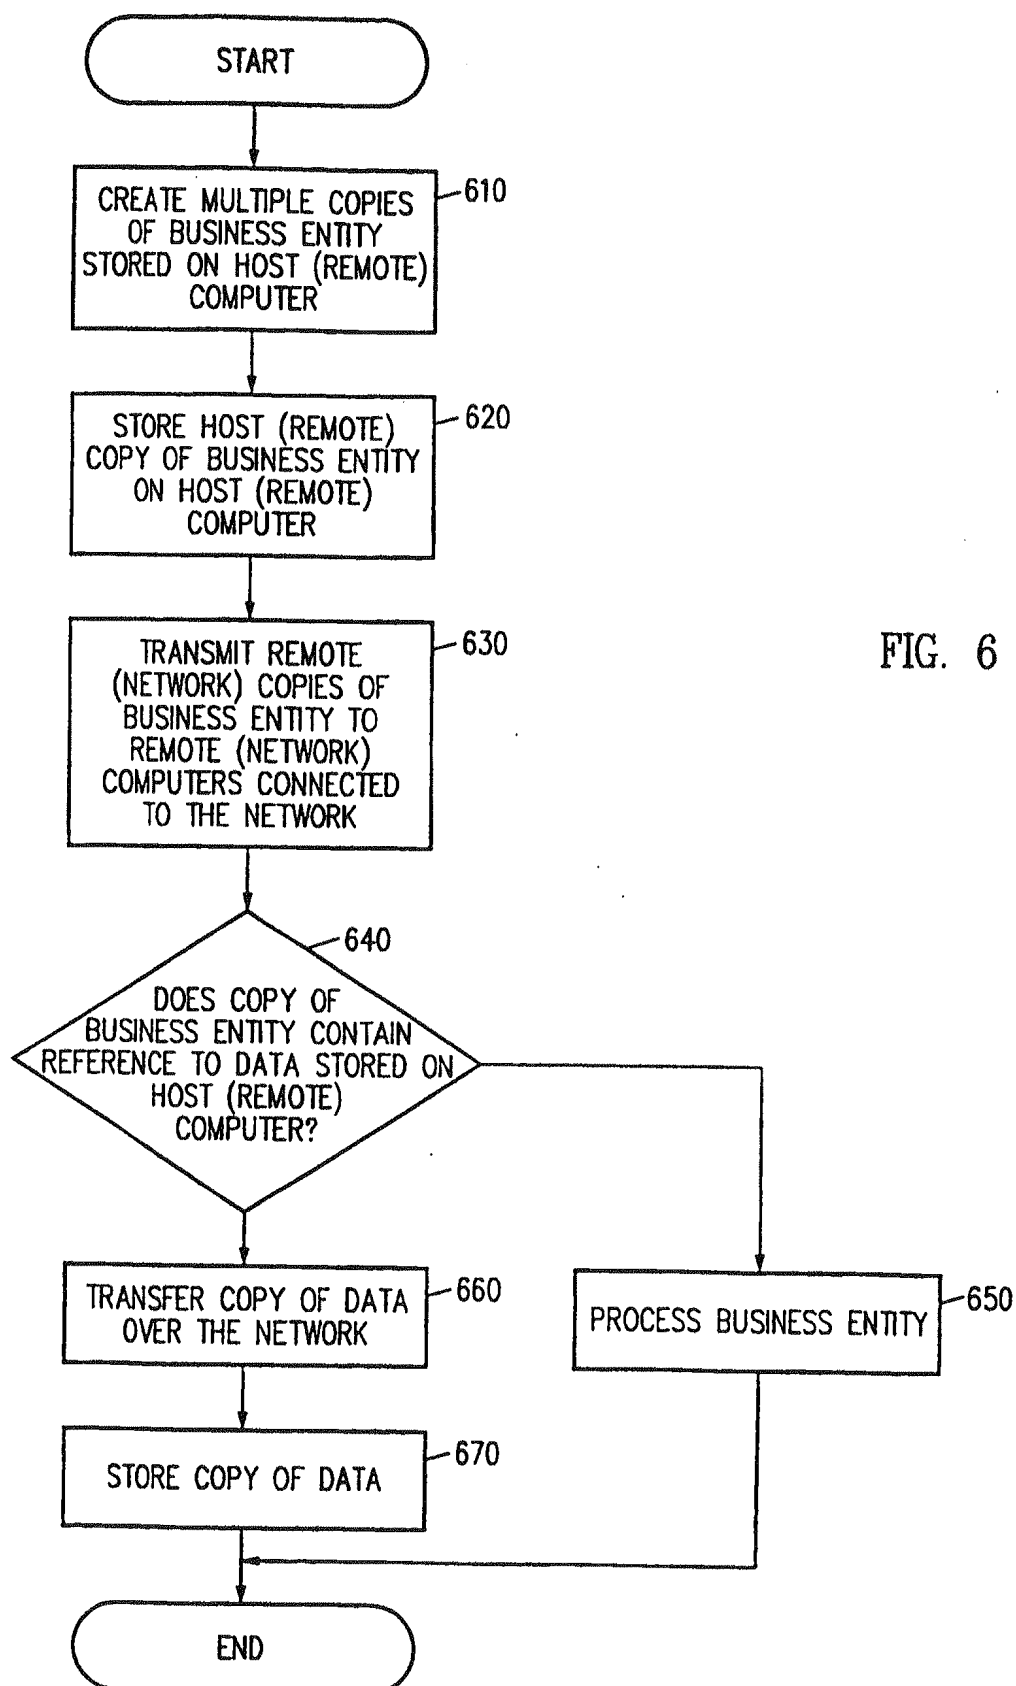 START
CREATE MULTIPLE COPIES
OF BUSINESS ENTITY
STORED ON HOST (REMOTE)
COMPUTER
610
STORE HOST (REMOTE)
COPY OF BUSINESS ENTITY
ON HOST (REMOTE)
COMPUTER
620
TRANSMIT REMOTE
(NETWORK) COPIES OF
BUSINESS ENTITY TO
REMOTE (NETWORK)
COMPUTERS CONNECTED
TO THE NETWORK
630
FIG. 6
640
DOES COPY OF
BUSINESS ENTITY CONTAIN
REFERENCE TO DATA STORED ON
HOST (REMOTE)
COMPUTER?
TRANSFER COPY OF DATA
OVER THE NETWORK
660
PROCESS BUSINESS ENTITY
650
STORE COPY OF DATA
670
END